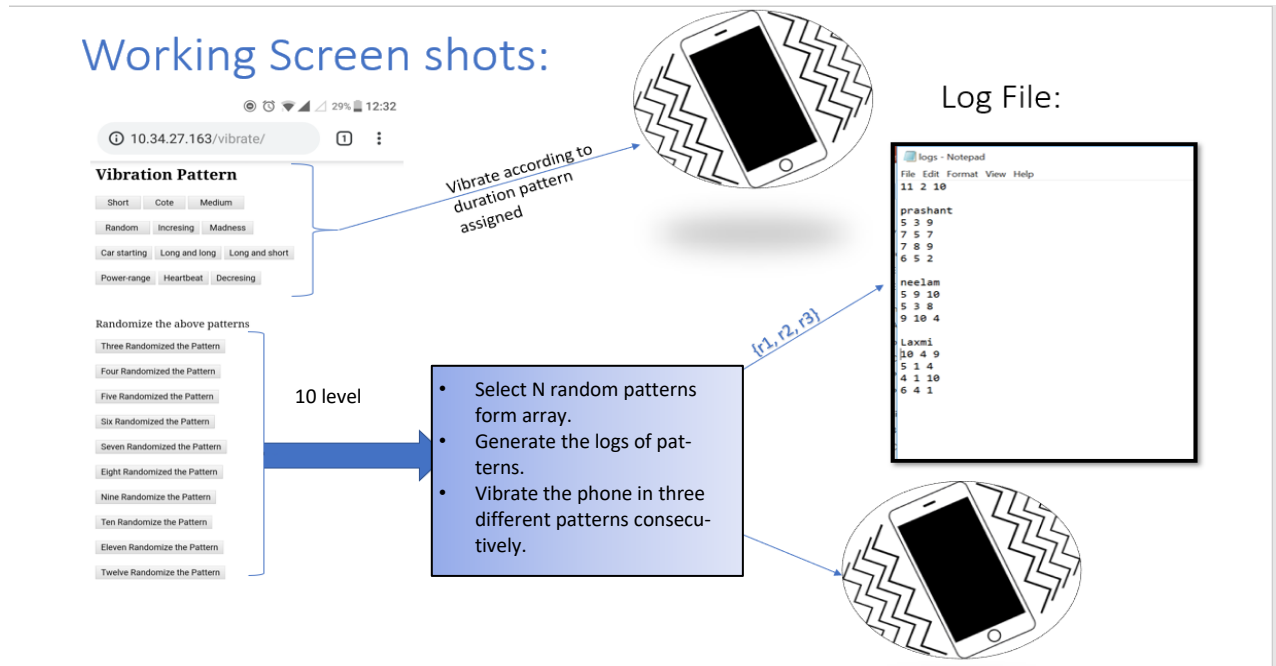 Working Screen shots:
29% 12:32
10.34.27.163/vibrate/
1
Vibration Pattern
Short Cote Medium
Random Incresing Madness
Car starting Long and long Long and short
Power-range Heartbeat Decresing
Randomize the above patterns
Three Randomized the Pattern
Four Randomized the Pattern
Five Randomized the Pattern
Six Randomized the Pattern
Seven Randomized the Pattern
Eight Randomized the Pattern
Nine Randomize the Pattern
Ten Randomize the Pattern
Eleven Randomize the Pattern
Twelve Randomize the Pattern
Vibrate according to
duration pattern
assigned
10 level
• Select N random patterns
form array.
• Generate the logs of pat-
terns.
• Vibrate the phone in three
different patterns consecu-
tively.
{r1, r2, r3}
Log File:
logs - Notepad
File Edit Format View Help
11 2 10
prashant
5 3 9
7 5 7
7 8 9
6 5 2
neelam
5 9 10
5 3 8
9 10 4
Laxmi
10 4 9
5 1 4
4 1 10
6 4 1